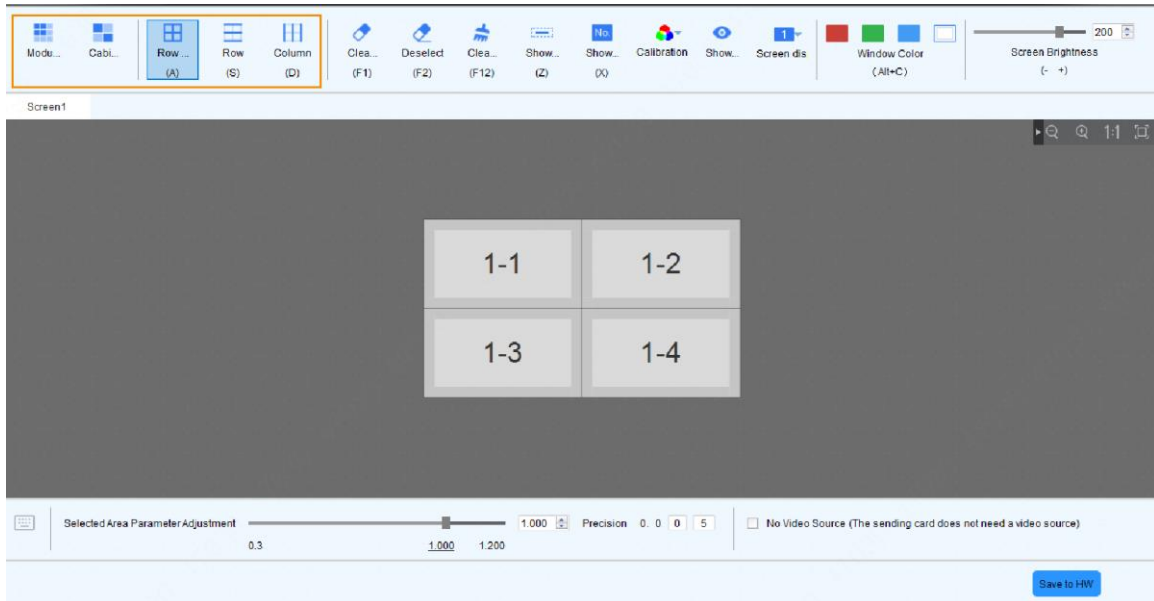 Modu... Cabi... Row ... Row Column Clea... Deselect Clea... Show... No. Show... Calibration Show... 1 Screen dis Window Color 200 Screen Brightness
(A) (S) (D) (F1) (F2) (F12) (Z) (X) (Alt+C) (- +)
Screen1
1:1
1-1 1-2
1-3 1-4
Selected Area Parameter Adjustment 1.000 Precision 0. 0 0 5 No Video Source (The sending card does not need a video source)
0.3 1.000 1.200
Save to HW